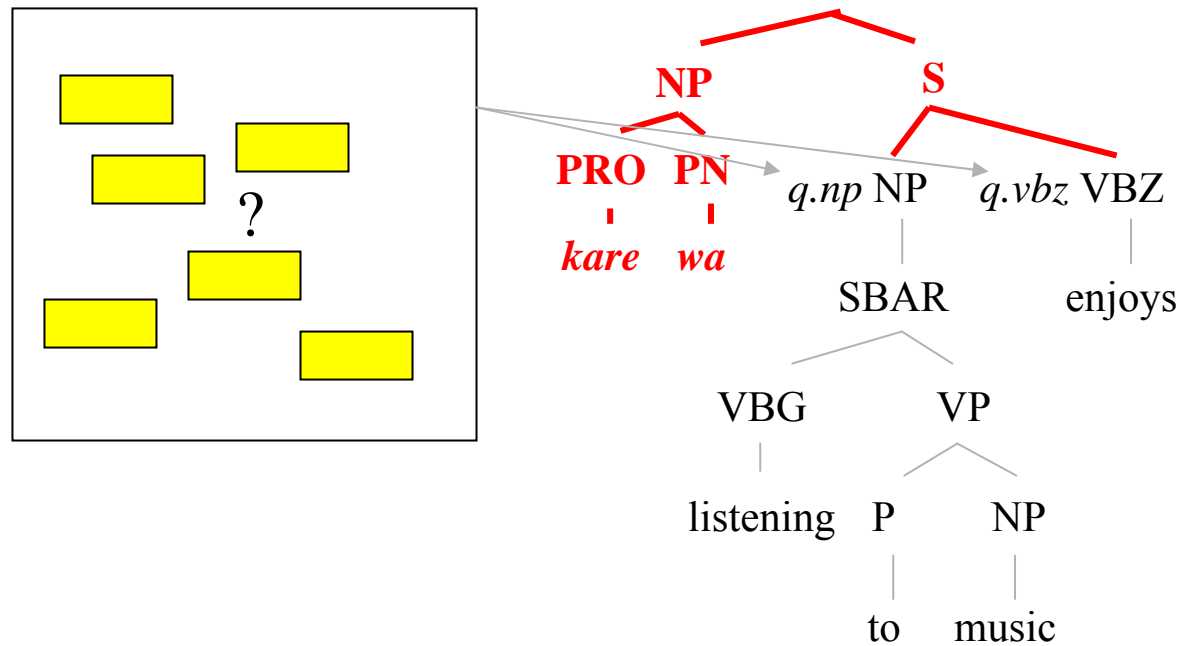 NP S
PRO PN
q.np NP q.vbz VBZ
?
kare wa
SBAR enjoys
VBG VP
listening P NP
to music